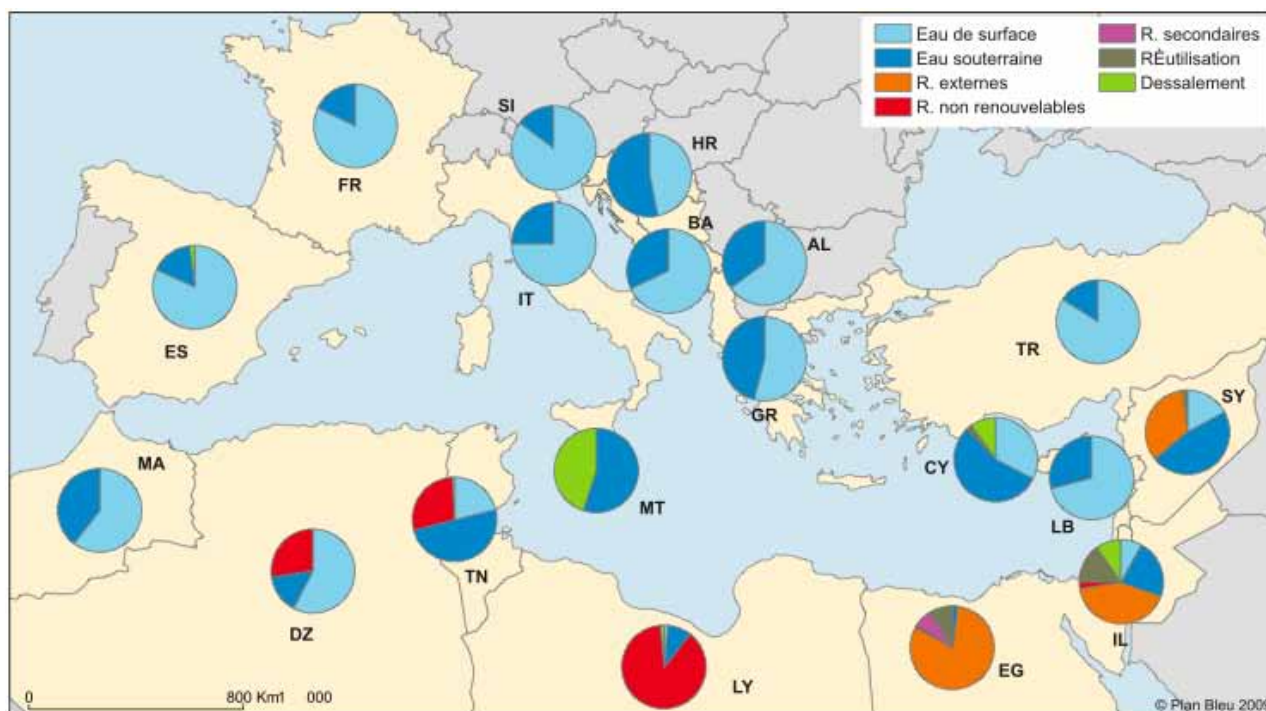 Eau de surface
Eau souterraine
R. externes
R. non renouvelables
R. secondaires
RÉutilisation
Dessalement
SI
HR
FR
BA
AL
IT
ES
TR
GR
SY
MA
CY
MT
LB
TN
DZ
IL
EG
LY
0 800 Km1 000
© Plan Bleu 2009